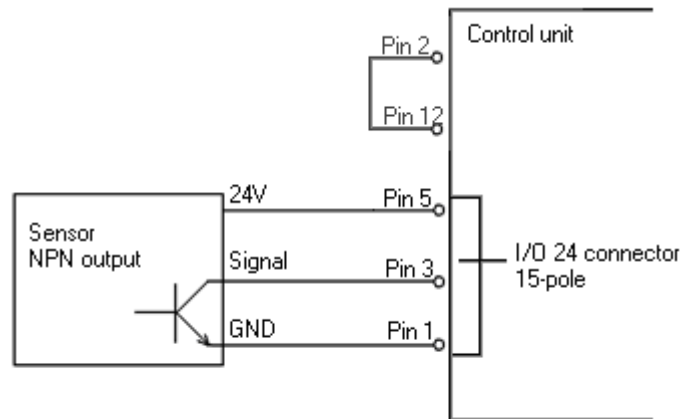 Control unit
Pin 2
Pin 12
24V
Pin 5
Sensor
NPN output
Signal
Pin 3
I/O 24 connector
15-pole
GND
Pin 1